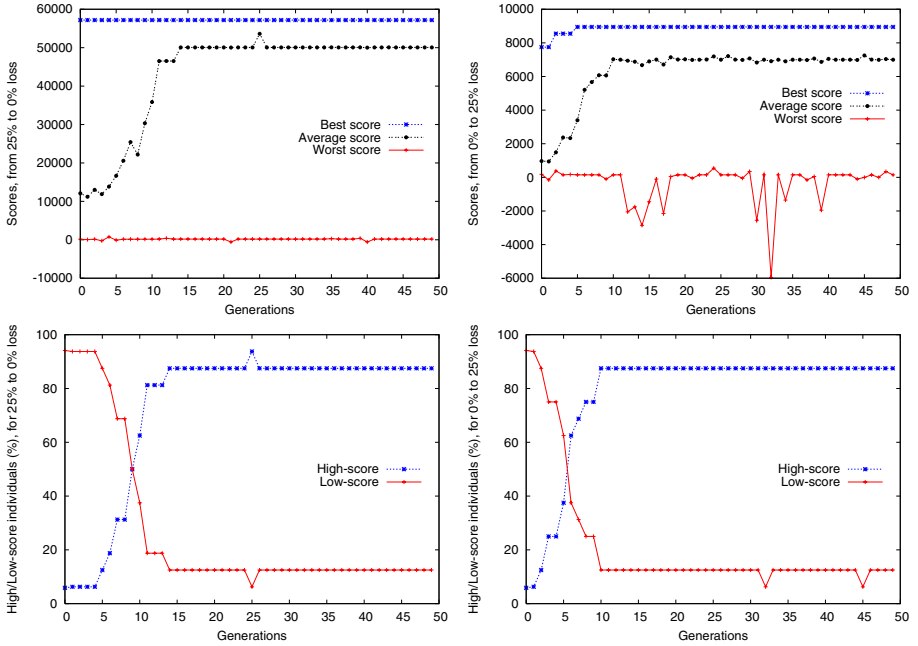 60000
50000
40000
30000
20000
10000
0
-10000
Scores, from 25% to 0% loss
Best score
Average score
Worst score
0 5 10 15 20 25 30 35 40 45 50
Generations
10000
8000
6000
4000
2000
0
-2000
-4000
-6000
Scores, from 0% to 25% loss
Best score
Average score
Worst score
0 5 10 15 20 25 30 35 40 45 50
Generations
100
80
60
40
20
0
High/Low-score individuals (%), for 25% to 0% loss
High-score
Low-score
0 5 10 15 20 25 30 35 40 45 50
Generations
100
80
60
40
20
0
High/Low-score individuals (%), for 0% to 25% loss
High-score
Low-score
0 5 10 15 20 25 30 35 40 45 50
Generations